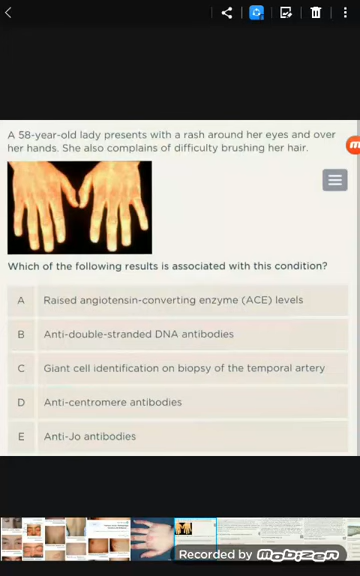 A 58-year-old lady presents with a rash around her eyes and over
her hands. She also complains of difficulty brushing her hair.
Which of the following results is associated with this condition?
A Raised angiotensin-converting enzyme (ACE) levels
B Anti-double-stranded DNA antibodies
C Giant cell identification on biopsy of the temporal artery
D Anti-centromere antibodies
E Anti-Jo antibodies
Recorded by mobizen